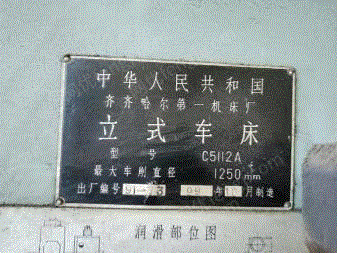 中华人民共和国
齐齐哈尔第一机床厂
立式车床
型号 C5112A
最大车削直径 1250mm
出厂编号 年 月制造
润滑部位图